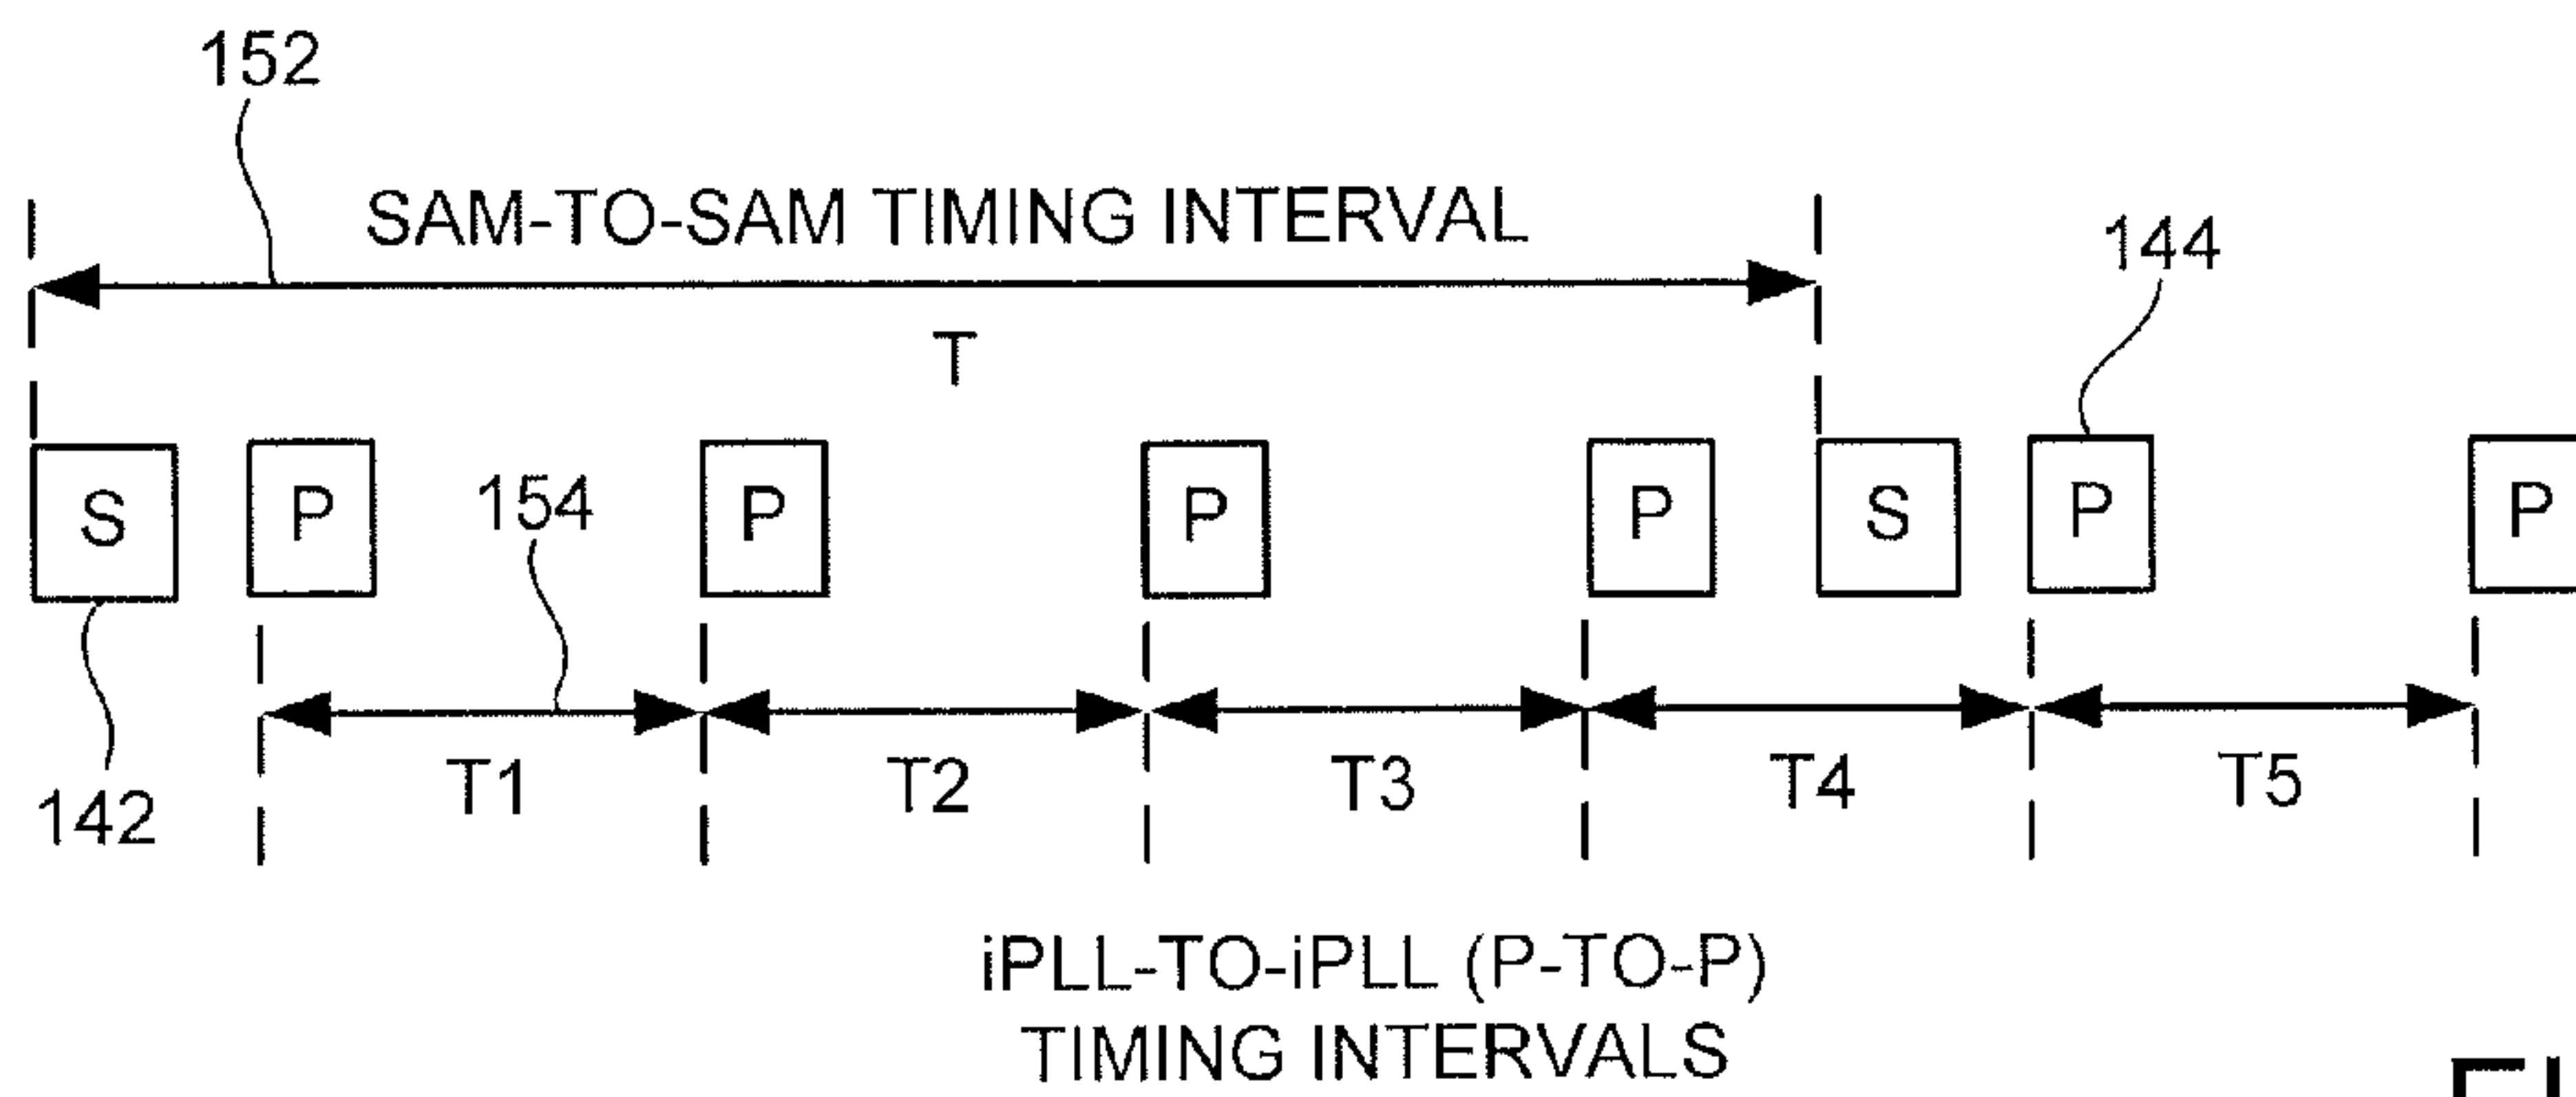 152
SAM-TO-SAM TIMING INTERVAL
144
T
S P P P P S P P
154
142
T1 T2 T3 T4 T5
iPLL-TO-iPLL (P-TO-P)
TIMING INTERVALS